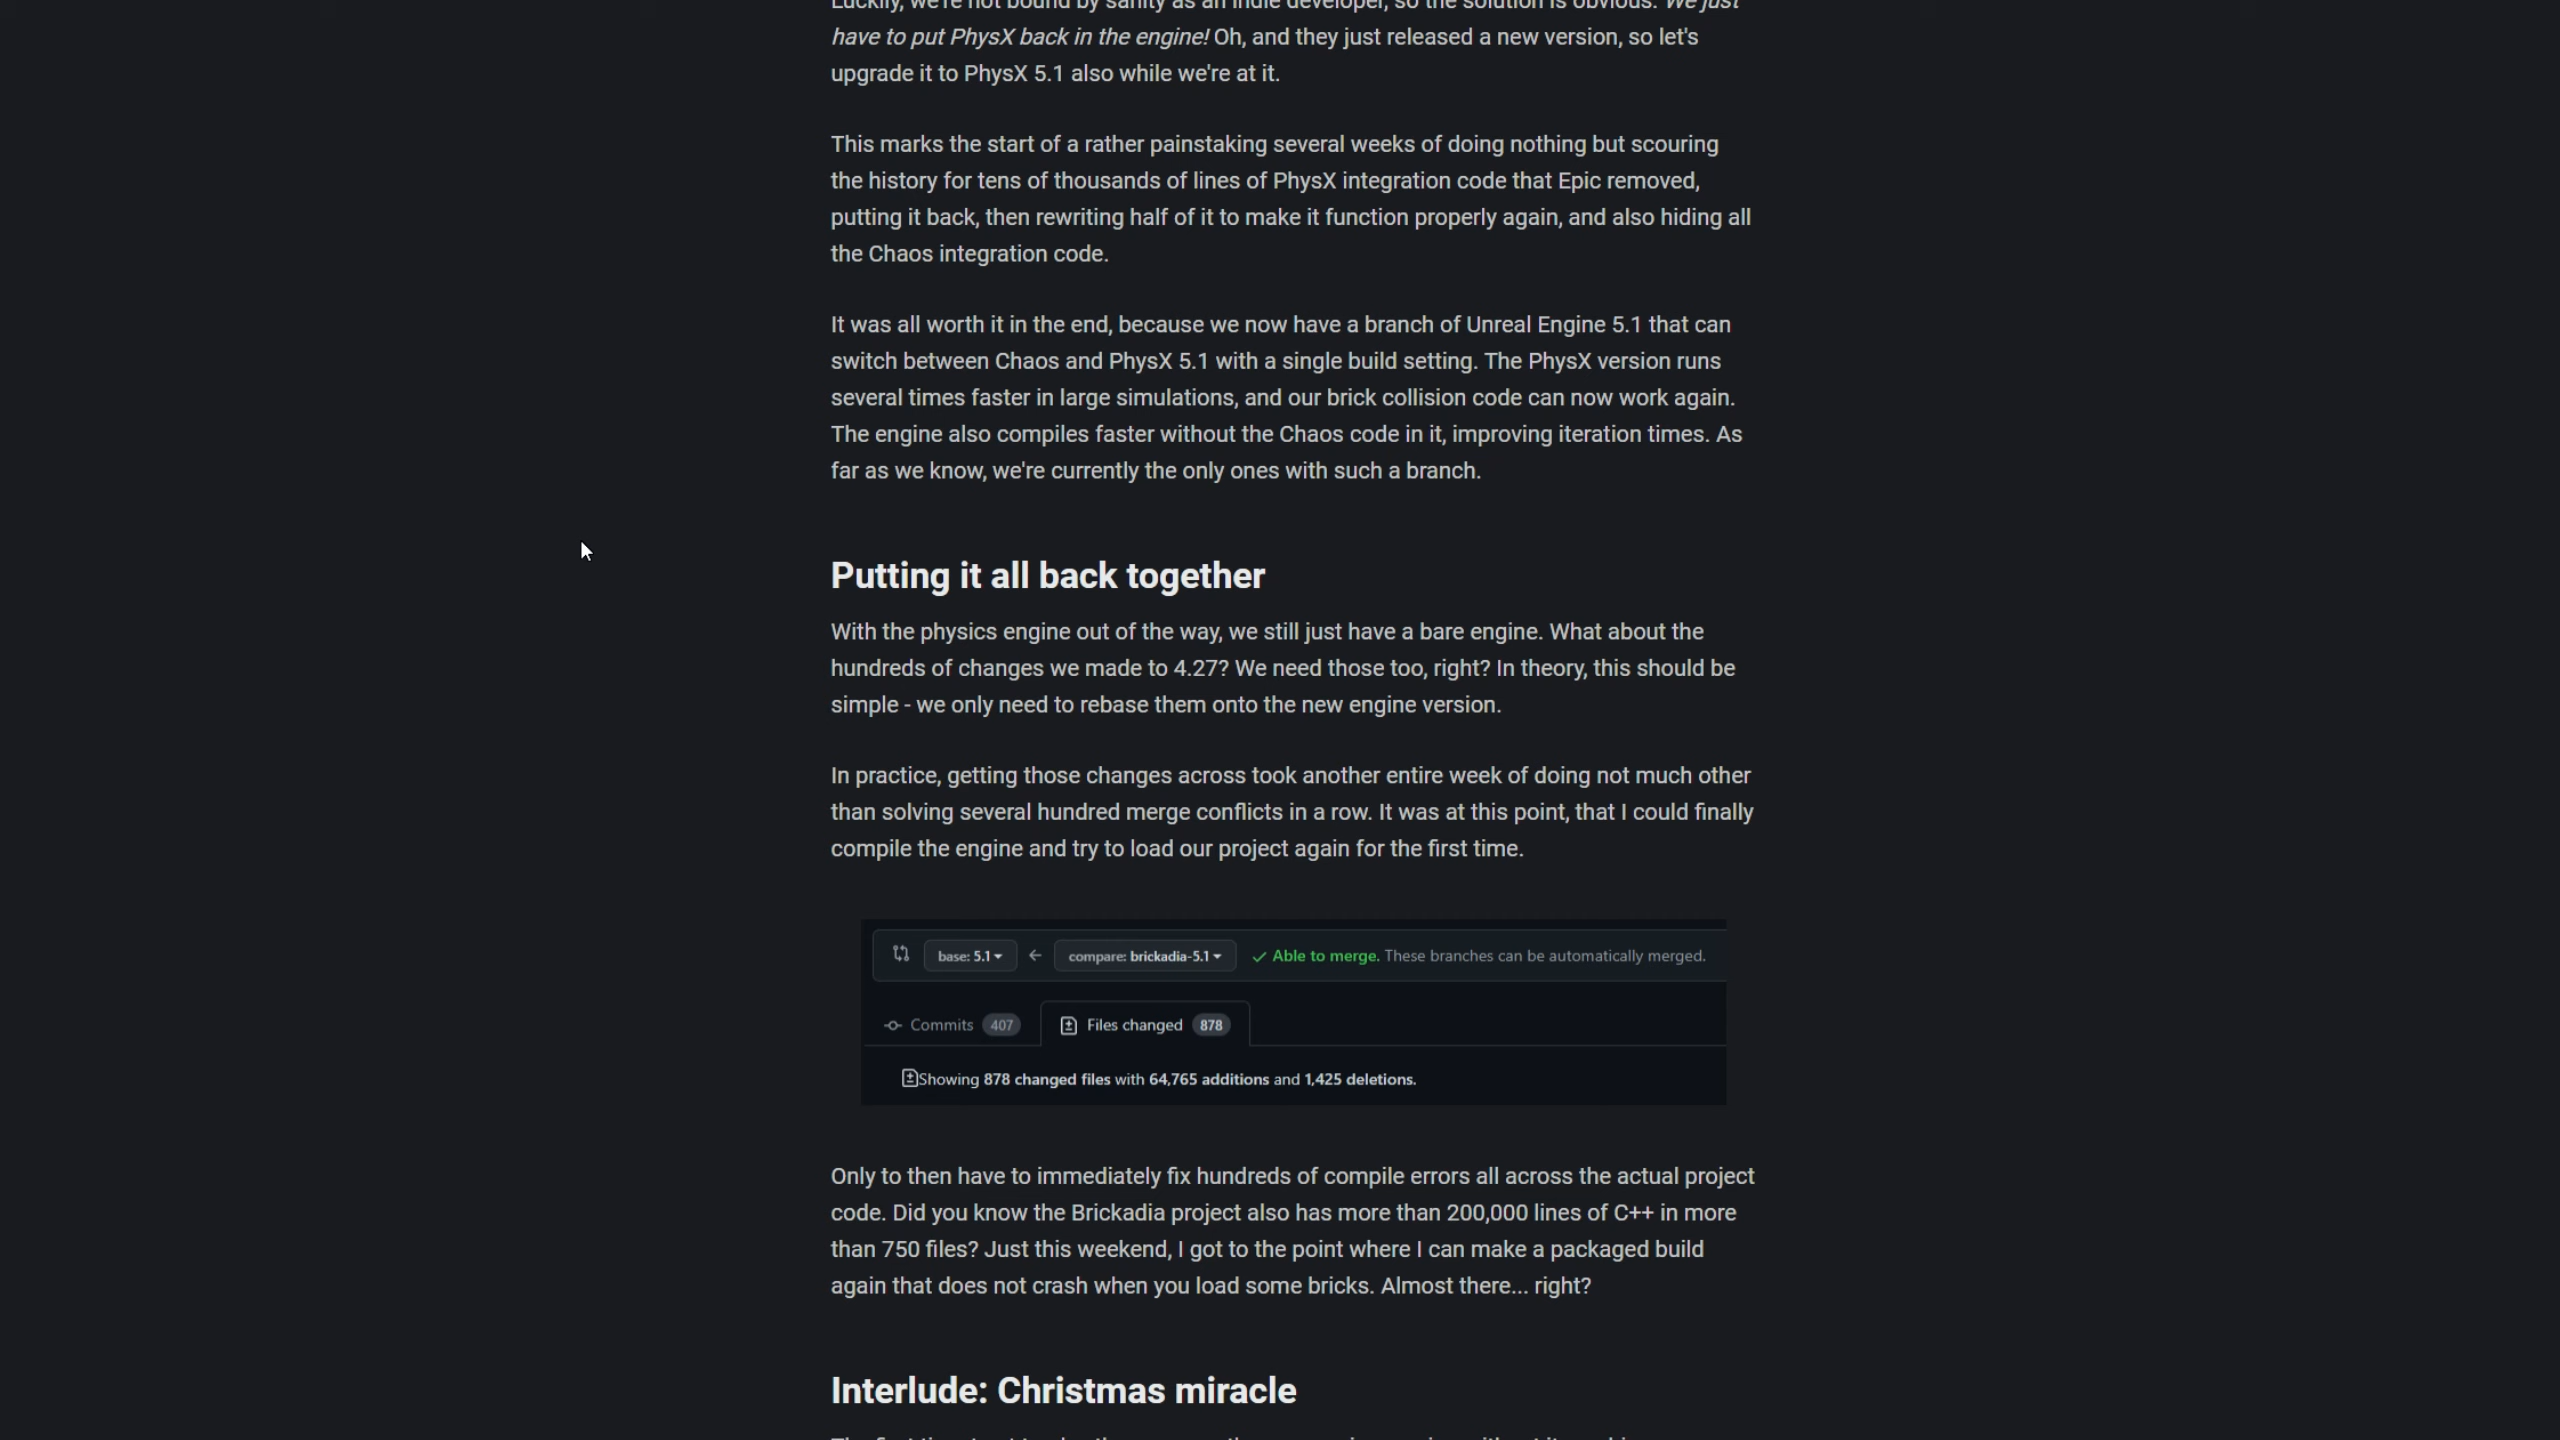 Luckily, we're not bound by sanity as an indie developer, so the solution is obvious. We just
have to put PhysX back in the engine! Oh, and they just released a new version, so let's
upgrade it to PhysX 5.1 also while we're at it.
This marks the start of a rather painstaking several weeks of doing nothing but scouring
the history for tens of thousands of lines of PhysX integration code that Epic removed,
putting it back, then rewriting half of it to make it function properly again, and also hiding all
the Chaos integration code.
It was all worth it in the end, because we now have a branch of Unreal Engine 5.1 that can
switch between Chaos and PhysX 5.1 with a single build setting. The PhysX version runs
several times faster in large simulations, and our brick collision code can now work again.
The engine also compiles faster without the Chaos code in it, improving iteration times. As
far as we know, we're currently the only ones with such a branch.
Putting it all back together
With the physics engine out of the way, we still just have a bare engine. What about the
hundreds of changes we made to 4.27? We need those too, right? In theory, this should be
simple - we only need to rebase them onto the new engine version.
In practice, getting those changes across took another entire week of doing not much other
than solving several hundred merge conflicts in a row. It was at this point, that I could finally
compile the engine and try to load our project again for the first time.
base: 5.1 compare: brickadia-5.1 Able to merge. These branches can be automatically merged.
Commits 407 Files changed 878
Showing 878 changed files with 64,765 additions and 1,425 deletions.
Only to then have to immediately fix hundreds of compile errors all across the actual project
code. Did you know the Brickadia project also has more than 200,000 lines of C++ in more
than 750 files? Just this weekend, I got to the point where I can make a packaged build
again that does not crash when you load some bricks. Almost there... right?
Interlude: Christmas miracle